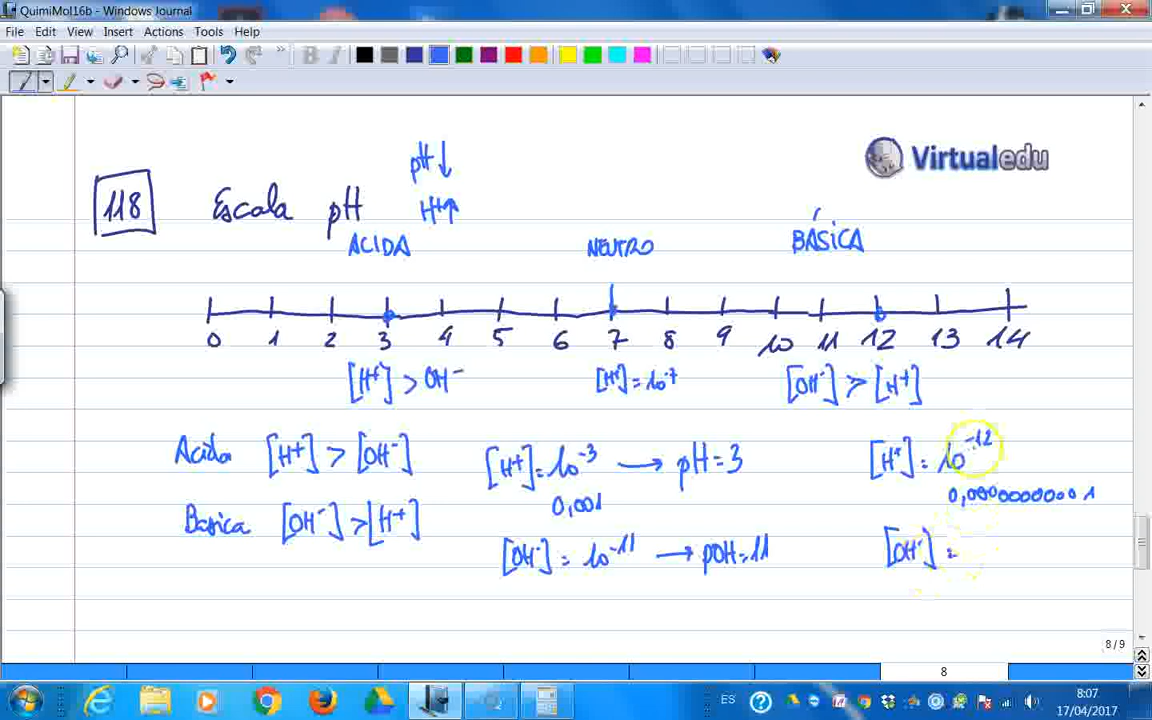 QuimiMol16b - Windows Journal
File Edit View Insert Actions Tools Help
B I
Virtualedu
pH↓
118 Escala pH H+↑
ACIDA NEUTRO BÁSICA
0 1 2 3 4 5 6 7 8 9 10 11 12 13 14
[H+] > OH- [H+] = 10-7 [OH-] > [H+]
Acida [H+] > [OH-] [H+] = 10-3 → pH = 3 [H+] = 10-12
0,001 0,00000000001
Basica [OH-] > [H+]
[OH-] = 10-11 → pOH = 11 [OH-] =
8/9
8
ES 8:07
17/04/2017